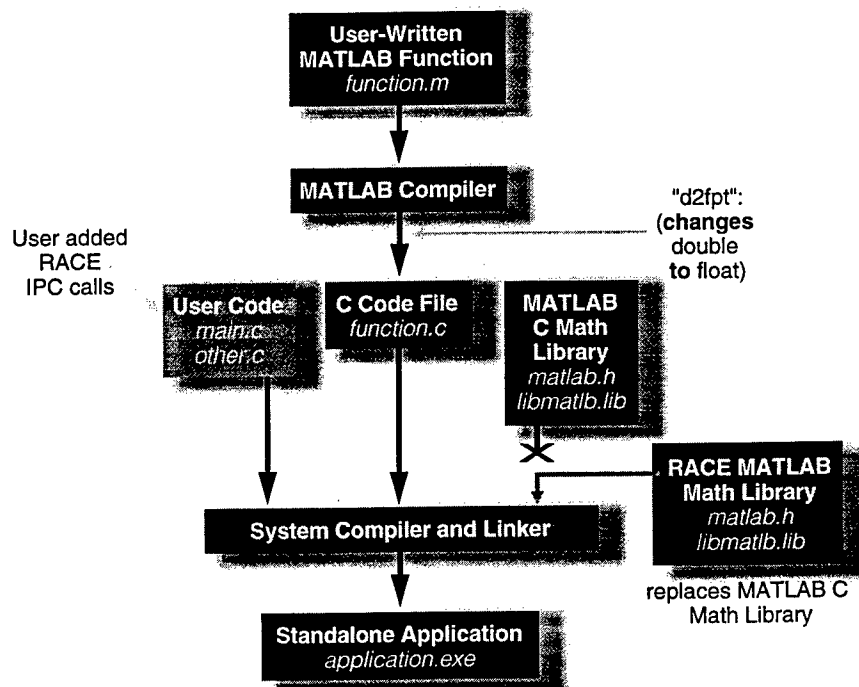 User-Written
MATLAB Function
function.m
MATLAB Compiler
"d2fpt":
(changes
double
to float)
User added
RACE
IPC calls
User Code
main.c
other.c
C Code File
function.c
MATLAB
C Math
Library
matlab.h
libmatlb.lib
RACE MATLAB
Math Library
matlab.h
libmatlb.lib
replaces MATLAB C
Math Library
System Compiler and Linker
Standalone Application
application.exe